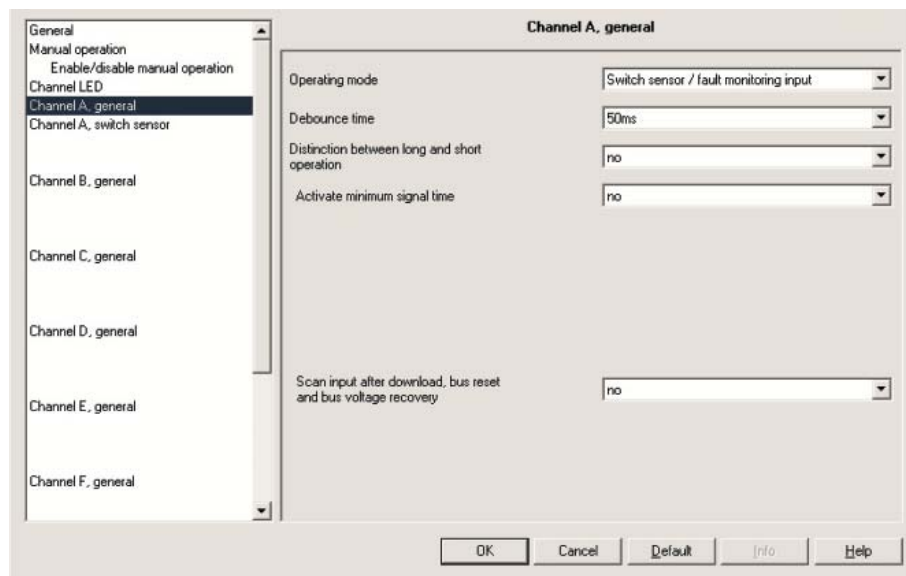 General
Manual operation
Enable/disable manual operation
Channel LED
Channel A, general
Channel A, switch sensor
Channel B, general
Channel C, general
Channel D, general
Channel E, general
Channel F, general
Channel A, general
Operating mode
Switch sensor / fault monitoring input
Debounce time
50ms
Distinction between long and short
operation
no
Activate minimum signal time
no
Scan input after download, bus reset
and bus voltage recovery
no
OK
Cancel
Default
Info
Help